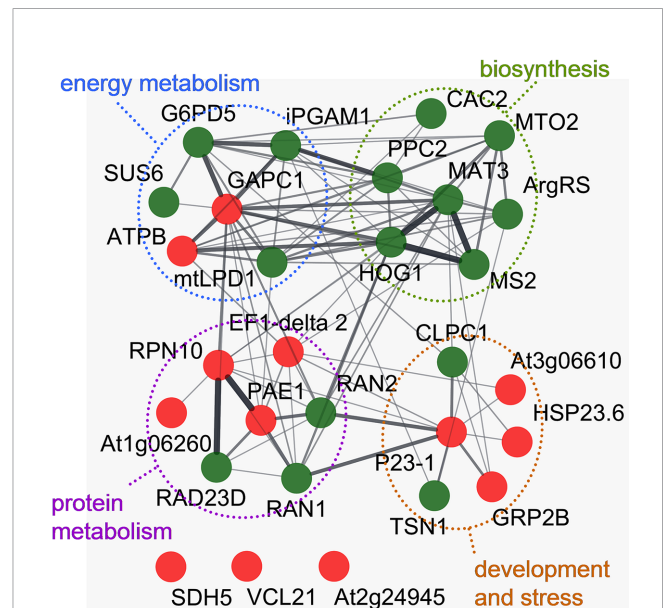 biosynthesis
energy metabolism
CAC2
G6PD5
iPGAM1
MTO2
PPC2
MAT3
SUS6
GAPC1
ArgRS
ATPB
mtLPD1
HOG1
MS2
EF1-delta 2
CLPC1
RPN10
At3g06610
PAE1
RAN2
HSP23.6
At1g06260
P23-1
RAD23D
RAN1
GRP2B
TSN1
protein
metabolism
development
and stress
SDH5
VCL21
At2g24945